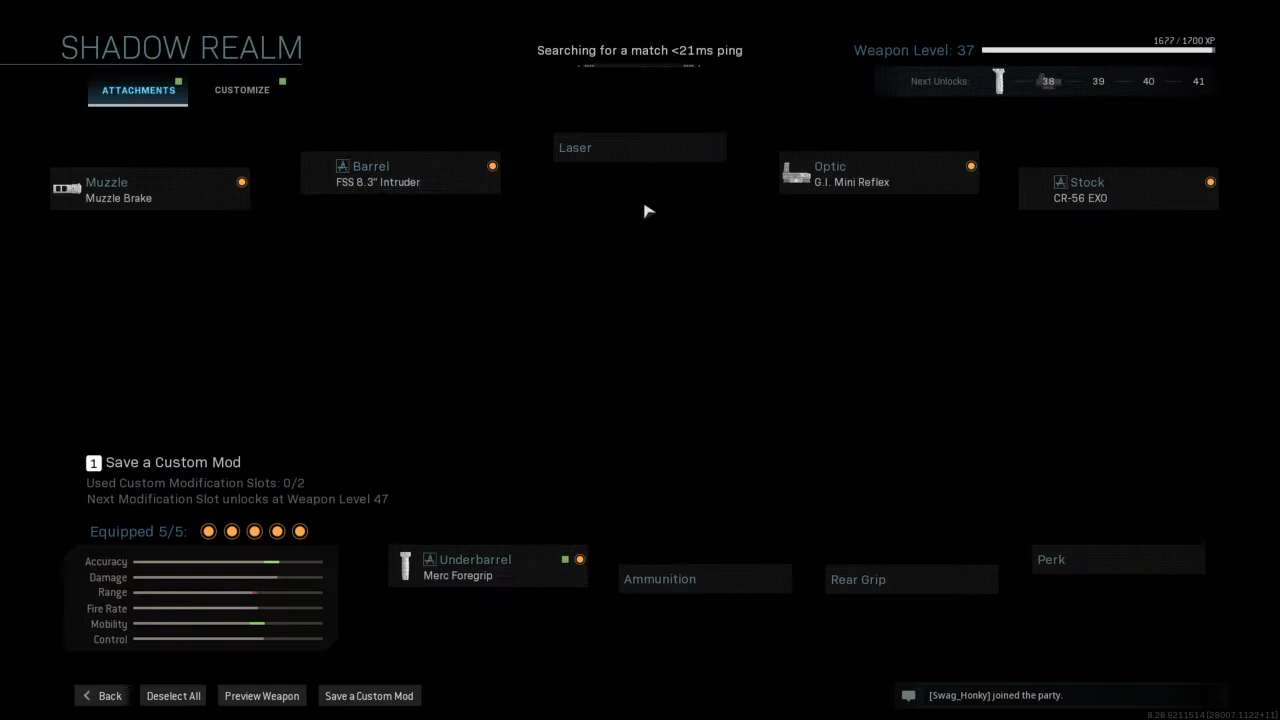 SHADOW REALM
Searching for a match <21ms ping
Weapon Level: 37
1677 / 1700 XP
Next Unlocks:
38
39
40
41
ATTACHMENTS
CUSTOMIZE
Muzzle
Muzzle Brake
Barrel
FSS 8.3" Intruder
Laser
Optic
G.I. Mini Reflex
Stock
CR-56 EXO
1 Save a Custom Mod
Used Custom Modification Slots: 0/2
Next Modification Slot unlocks at Weapon Level 47
Equipped 5/5:
Accuracy
Damage
Range
Fire Rate
Mobility
Control
Underbarrel
Merc Foregrip
Ammunition
Rear Grip
Perk
Back
Deselect All
Preview Weapon
Save a Custom Mod
[Swag_Honky] joined the party.